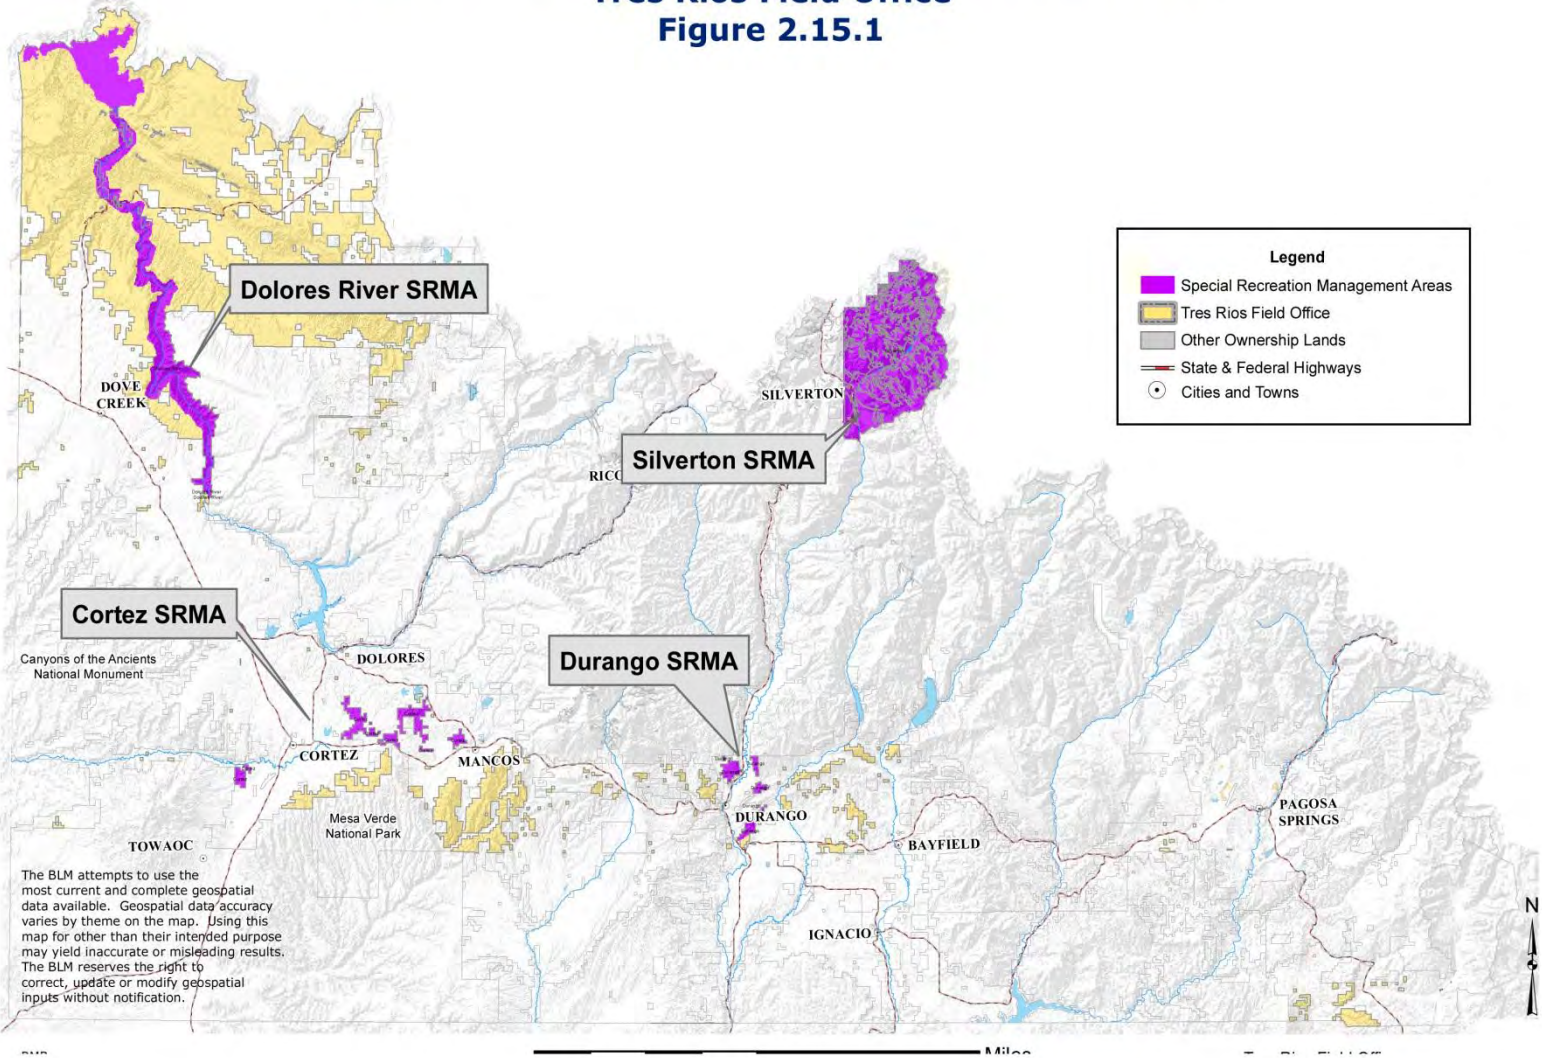 Tres Rios Field Office
Figure 2.15.1
Legend
Special Recreation Management Areas
Tres Rios Field Office
Other Ownership Lands
State & Federal Highways
Cities and Towns
Dolores River SRMA
DOVE
CREEK
SILVERTON
Silverton SRMA
RICO
Cortez SRMA
Canyons of the Ancients
National Monument
DOLORES
Durango SRMA
CORTEZ
MANCOS
Mesa Verde
National Park
DURANGO
PAGOSA
SPRINGS
BAYFIELD
TOWAOC
IGNACIO
The BLM attempts to use the
most current and complete geospatial
data available. Geospatial data accuracy
varies by theme on the map. Using this
map for other than their intended purpose
may yield inaccurate or misleading results.
The BLM reserves the right to
correct, update or modify geospatial
inputs without notification.
N
Miles